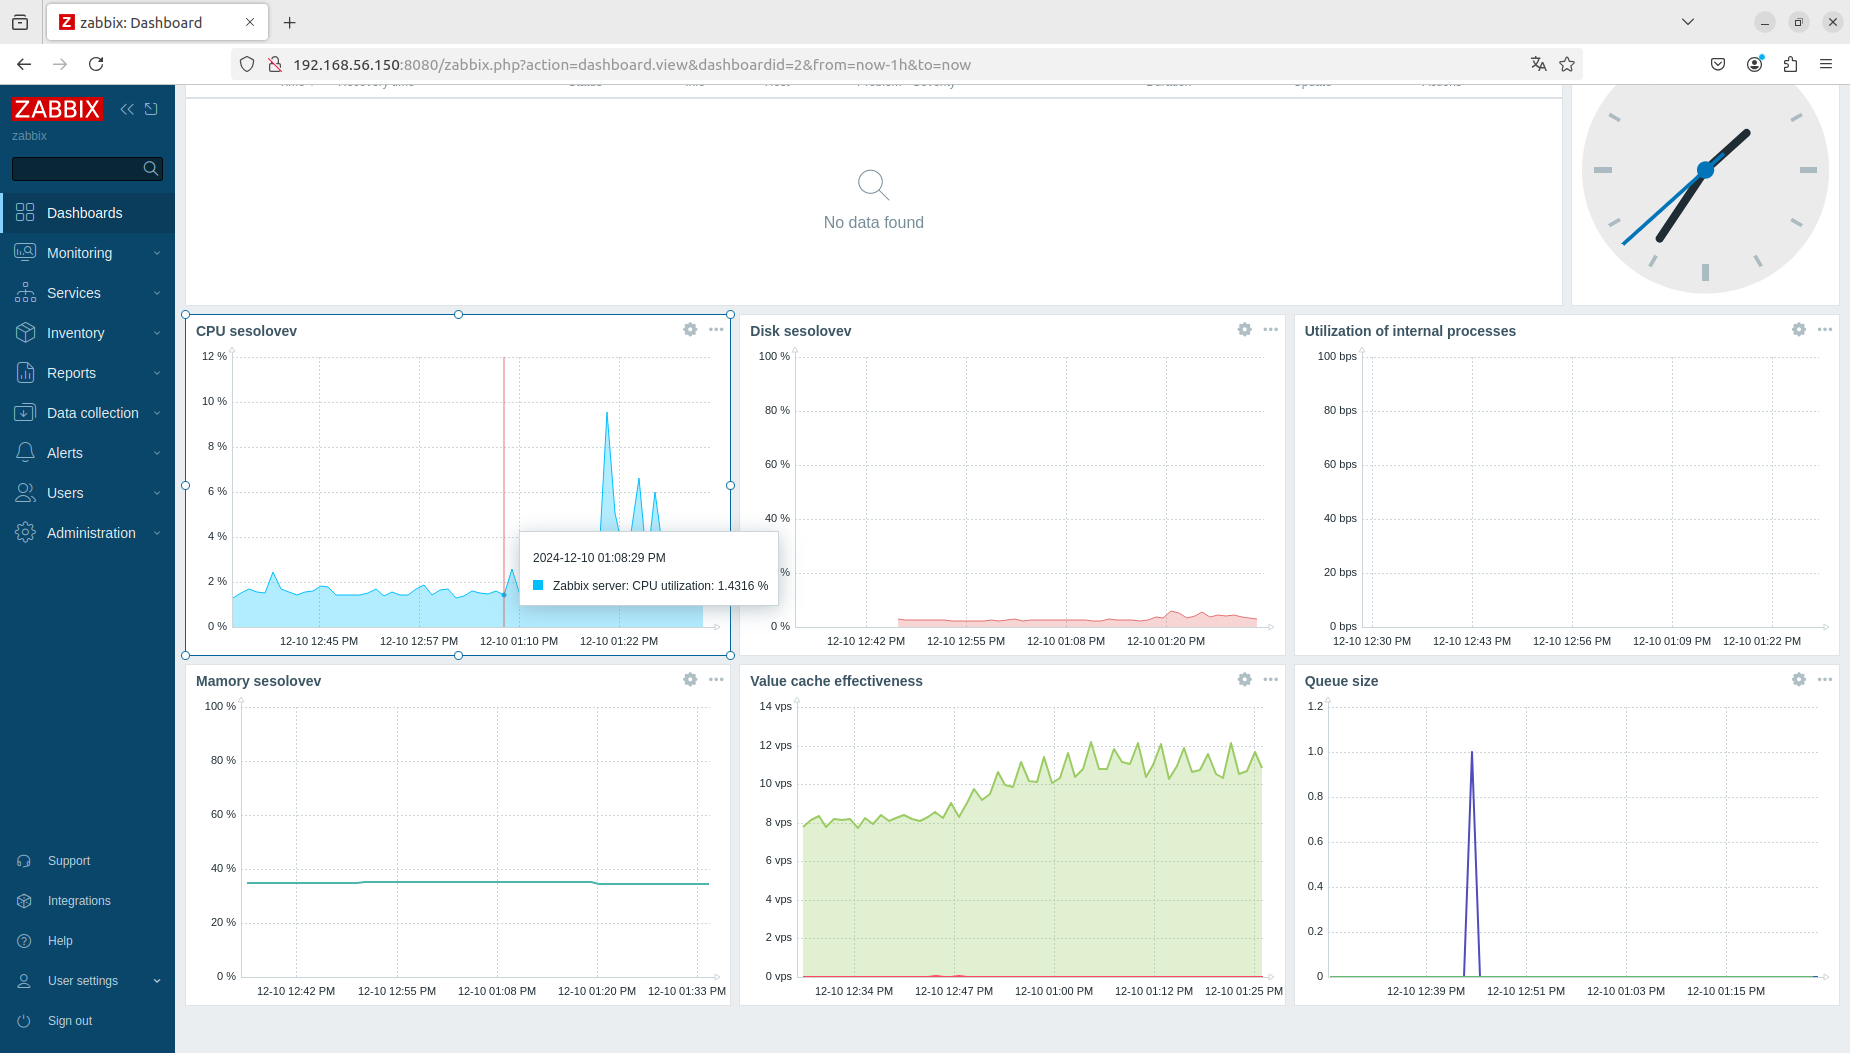 zabbix: Dashboard
192.168.56.150:8080/zabbix.php?action=dashboard.view&dashboardid=2&from=now-1h&to=now
ZABBIX
zabbix
Dashboards
Monitoring
Services
Inventory
Reports
Data collection
Alerts
Users
Administration
Support
Integrations
Help
User settings
Sign out
Time Recovery time Status Info Host Problem Severity Duration Update Actions
No data found
CPU sesolovev
12 %
10 %
8 %
6 %
4 %
2 %
0 %
12-10 12:45 PM 12-10 12:57 PM 12-10 01:10 PM 12-10 01:22 PM
2024-12-10 01:08:29 PM
Zabbix server: CPU utilization: 1.4316 %
Disk sesolovev
100 %
80 %
60 %
40 %
%
0 %
12-10 12:42 PM 12-10 12:55 PM 12-10 01:08 PM 12-10 01:20 PM
Utilization of internal processes
100 bps
80 bps
60 bps
40 bps
20 bps
0 bps
12-10 12:30 PM 12-10 12:43 PM 12-10 12:56 PM 12-10 01:09 PM 12-10 01:22 PM
Mamory sesolovev
100 %
80 %
60 %
40 %
20 %
0 %
12-10 12:42 PM 12-10 12:55 PM 12-10 01:08 PM 12-10 01:20 PM 12-10 01:33 PM
Value cache effectiveness
14 vps
12 vps
10 vps
8 vps
6 vps
4 vps
2 vps
0 vps
12-10 12:34 PM 12-10 12:47 PM 12-10 01:00 PM 12-10 01:12 PM 12-10 01:25 PM
Queue size
1.2
1.0
0.8
0.6
0.4
0.2
0
12-10 12:39 PM 12-10 12:51 PM 12-10 01:03 PM 12-10 01:15 PM